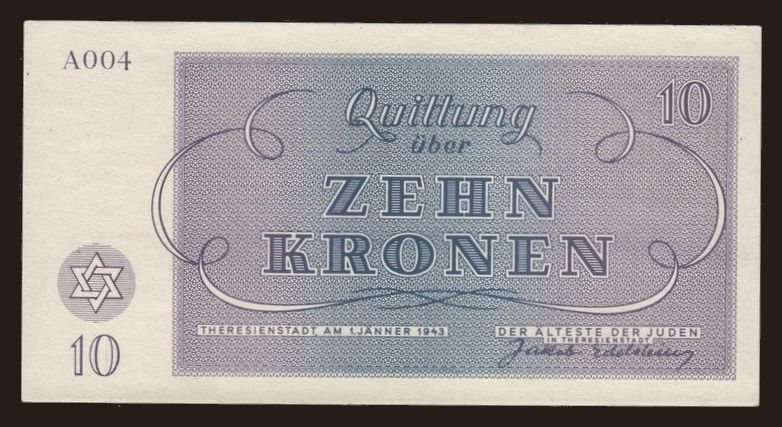 A004
10
Quittung
über
ZEHN
KRONEN
THERESIENSTADT, AM 1. JÄNNER 1943
DER ÄLTESTE DER JUDEN
IN THERESIENSTADT
Jakob Edelstein
10